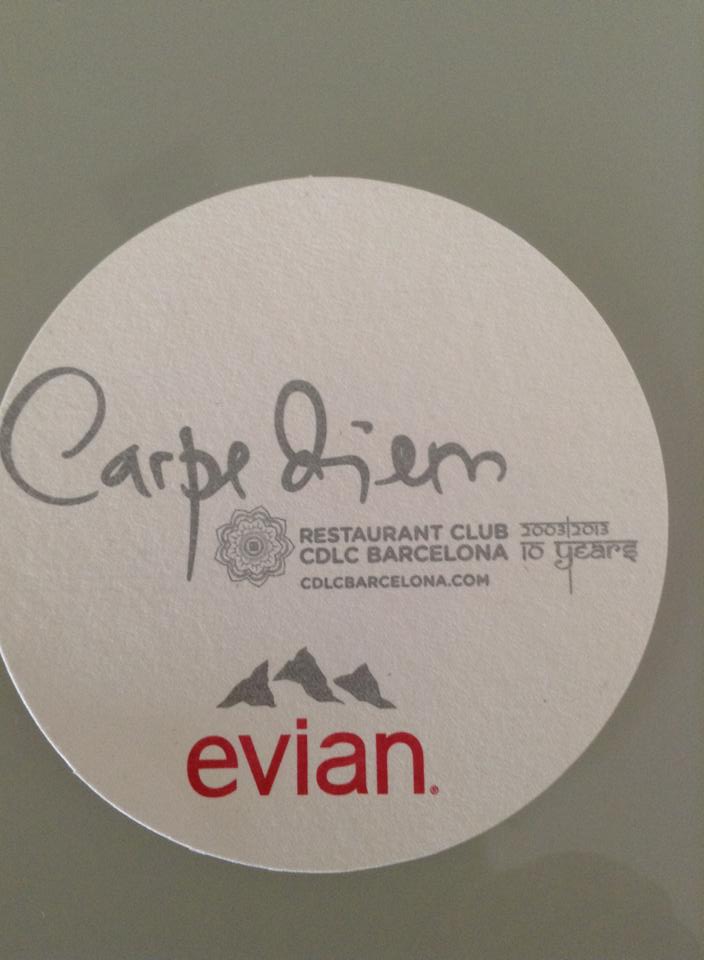 Carpe Diem
RESTAURANT CLUB 2003|2013
CDLC BARCELONA 10 years
CDLCBARCELONA.COM
evian®